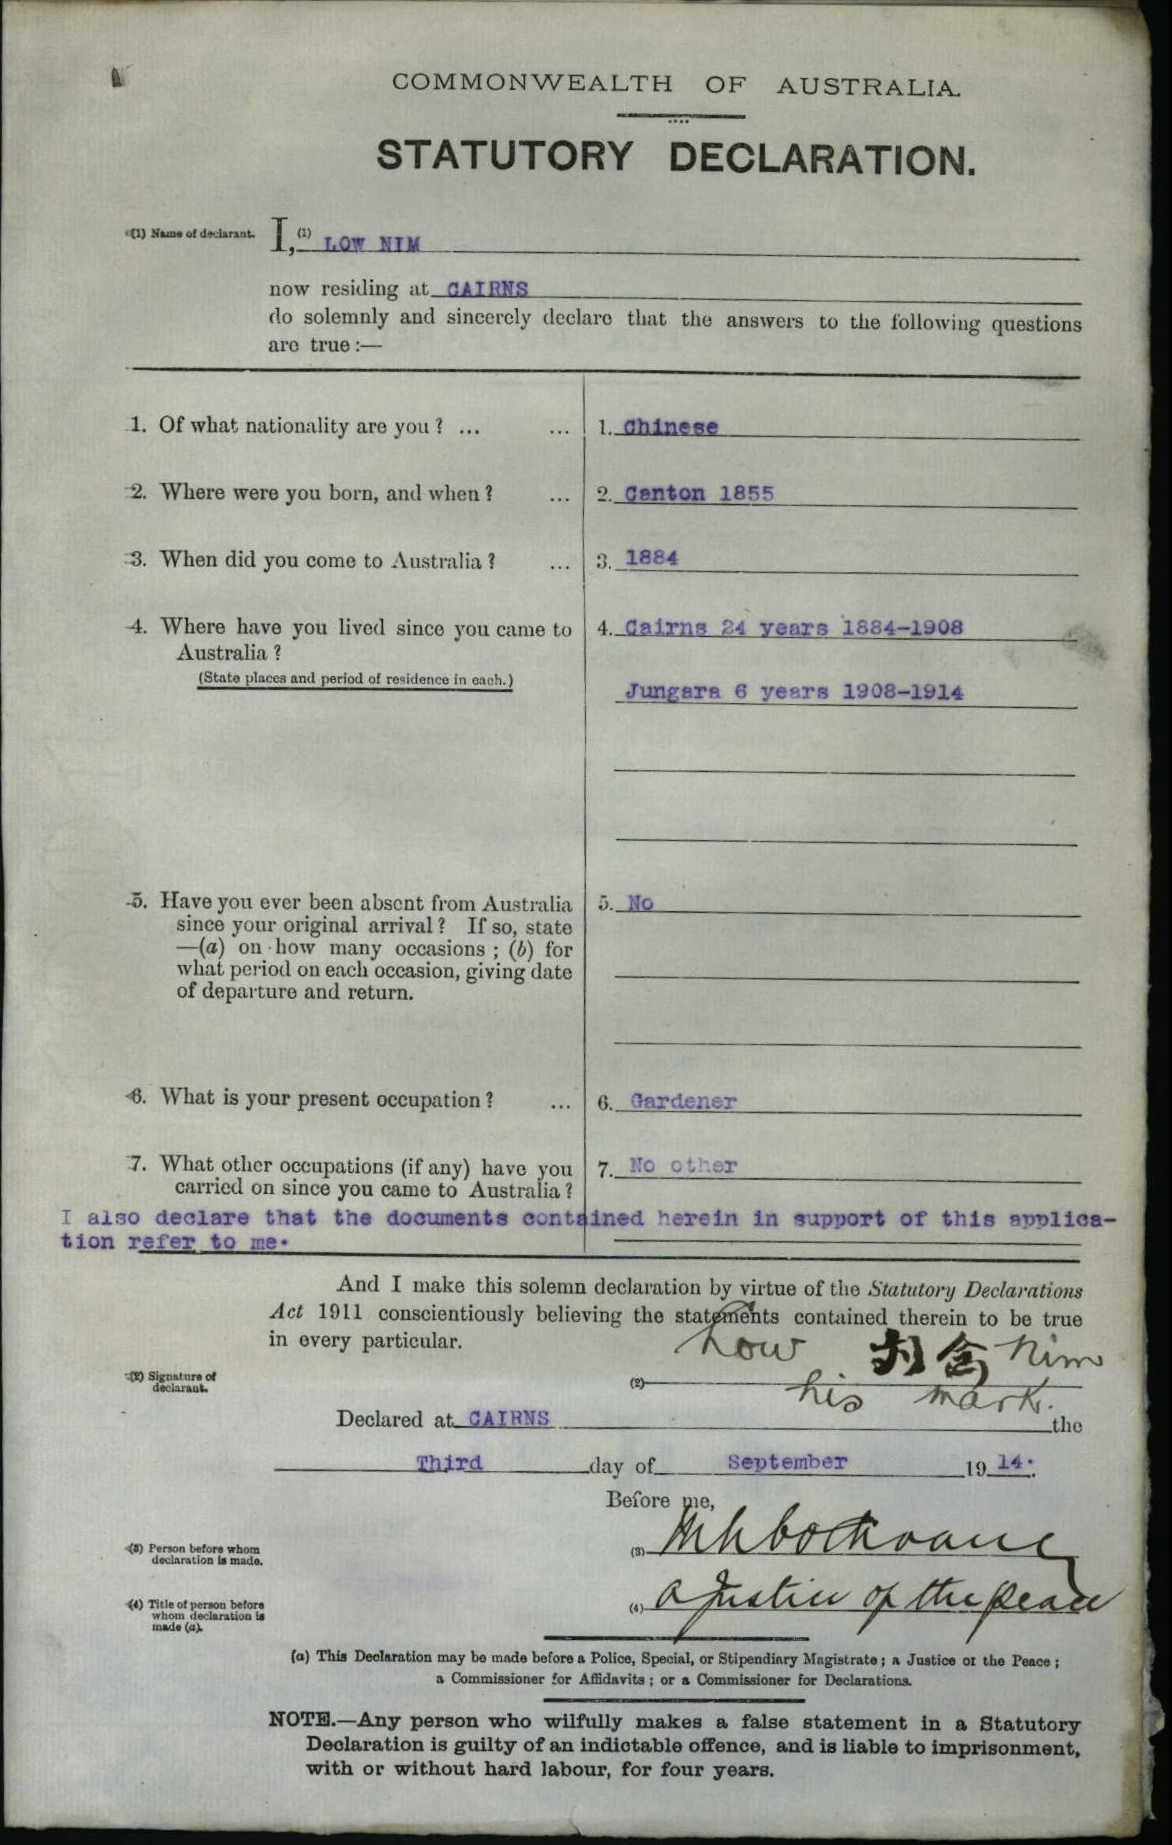 COMMONWEALTH OF AUSTRALIA.
STATUTORY DECLARATION.
(1) Name of declarant. I,(1) LOW NIM
now residing at CAIRNS
do solemnly and sincerely declare that the answers to the following questions
are true :—
1. Of what nationality are you ? ... ... 1. Chinese
2. Where were you born, and when ? ... 2. Canton 1855
3. When did you come to Australia ? ... 3. 1884
4. Where have you lived since you came to 4. Cairns 24 years 1884-1908
Australia ?
(State places and period of residence in each.)
Jungara 6 years 1908-1914
5. Have you ever been absent from Australia 5. No
since your original arrival ? If so, state
—(a) on how many occasions ; (b) for
what period on each occasion, giving date
of departure and return.
6. What is your present occupation ? ... 6. Gardener
7. What other occupations (if any) have you 7. No other
carried on since you came to Australia ?
I also declare that the documents contained herein in support of this applica-
tion refer to me.
And I make this solemn declaration by virtue of the Statutory Declarations
Act 1911 conscientiously believing the statements contained therein to be true
in every particular.
Low Nim
(2) Signature of
declarant.
(2)
his mark.
Declared at CAIRNS the
Third day of September 19 14.
Before me,
(3) Person before whom
declaration is made.
(3)
(4) Title of person before
whom declaration is
made (a).
(4) a Justice of the Peace
(a) This Declaration may be made before a Police, Special, or Stipendiary Magistrate ; a Justice of the Peace ;
a Commissioner for Affidavits ; or a Commissioner for Declarations.
NOTE.—Any person who wilfully makes a false statement in a Statutory
Declaration is guilty of an indictable offence, and is liable to imprisonment,
with or without hard labour, for four years.